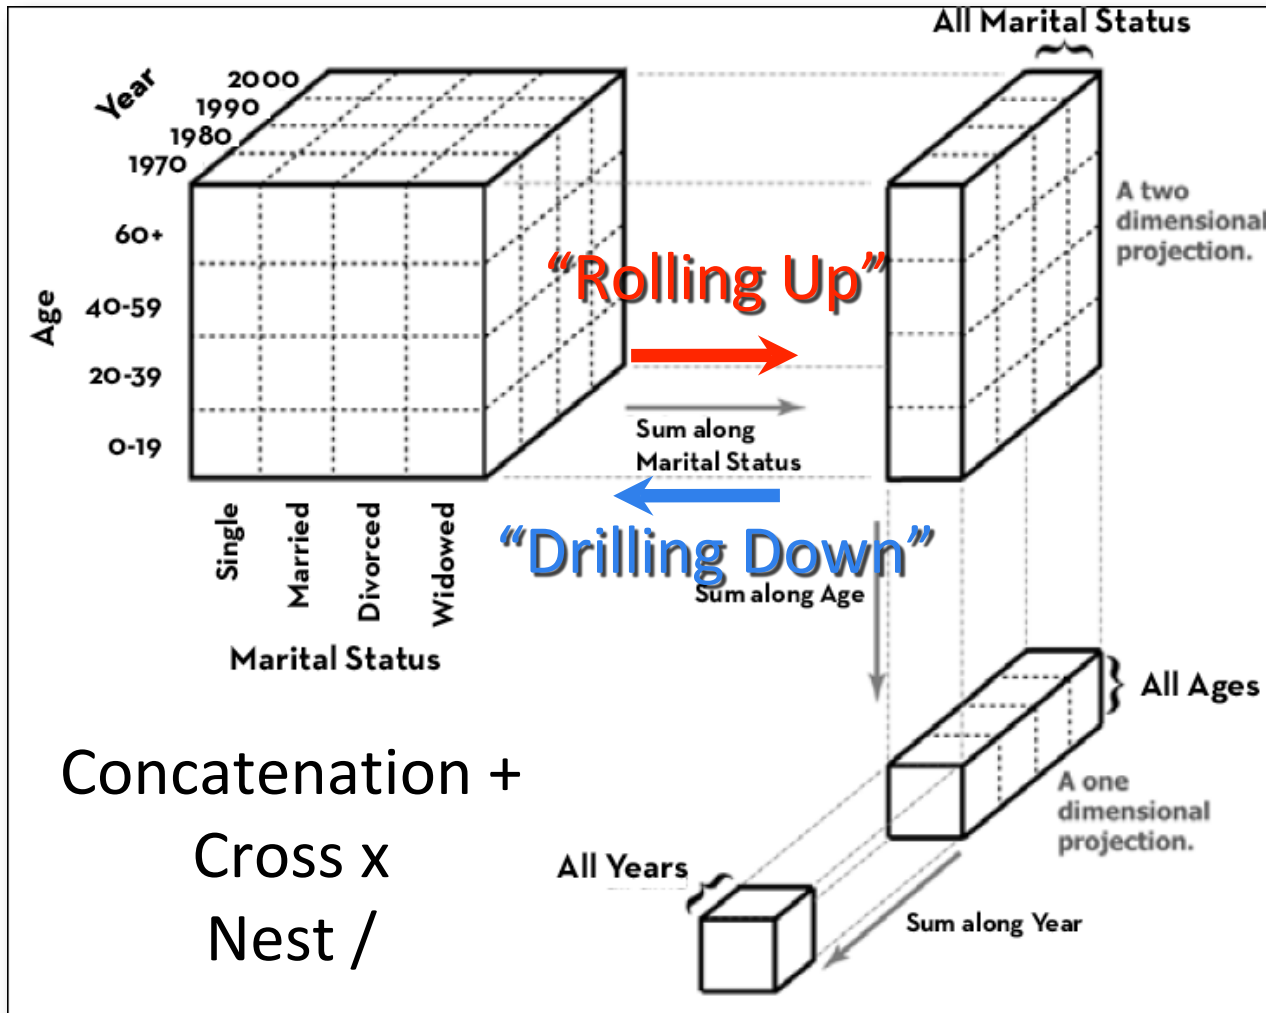 All Marital Status
Year
2000
1990
1980
1970
Age
60+
40-59
20-39
0-19
Single
Married
Divorced
Widowed
Marital Status
“Rolling Up”
Sum along
Marital Status
“Drilling Down”
Sum along Age
A two
dimensional
projection.
All Ages
A one
dimensional
projection.
All Years
Sum along Year
Concatenation +
Cross x
Nest /